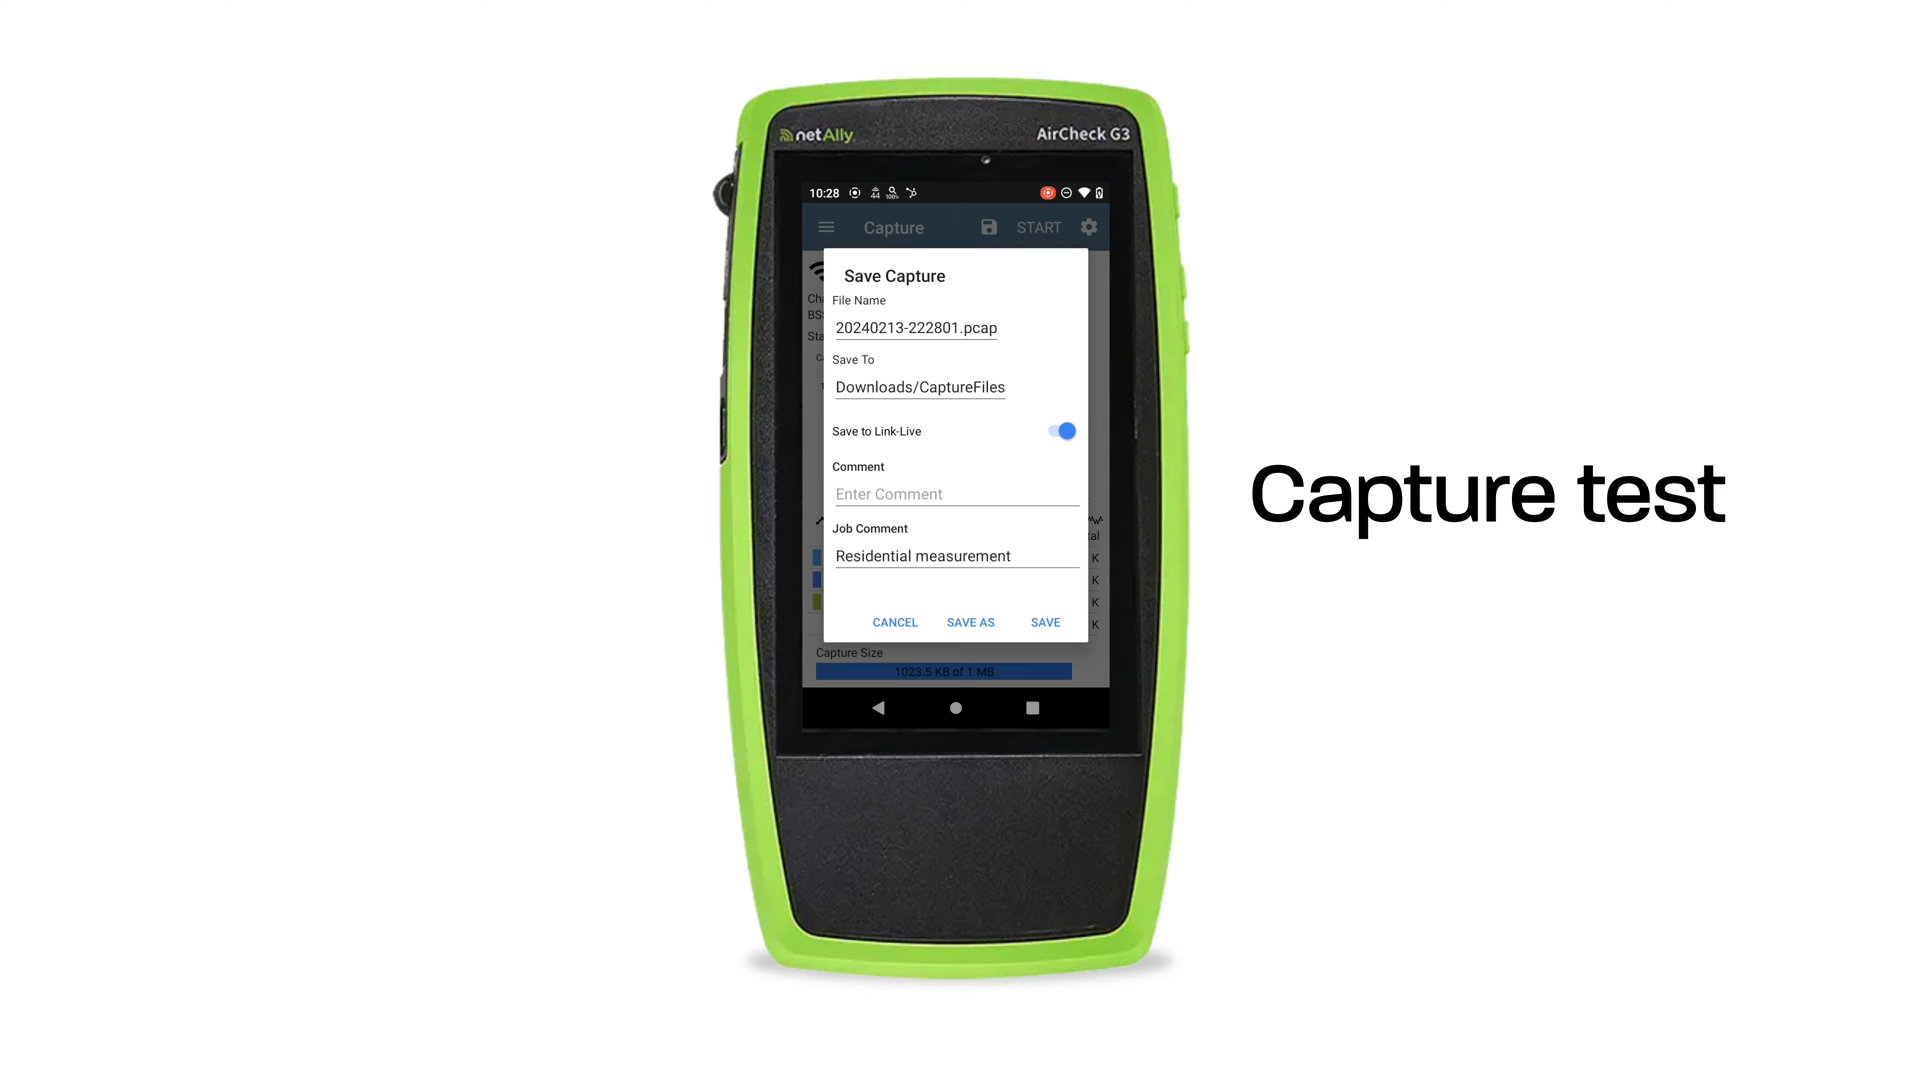 netAlly
AirCheck G3
10:28
44
100%
Capture
START
Save Capture
File Name
20240213-222801.pcap
Save To
Downloads/CaptureFiles
Save to Link-Live
Comment
Enter Comment
Job Comment
Residential measurement
K
K
K
K
CANCEL SAVE AS SAVE
Capture Size
1023.5 KB of 1 MB
Capture test